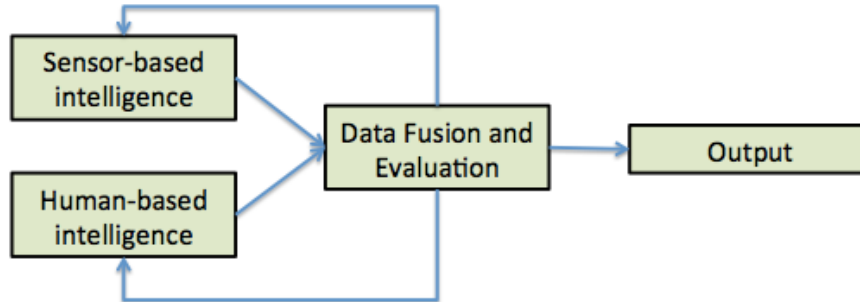 Sensor-based
intelligence
Human-based
intelligence
Data Fusion and
Evaluation
Output